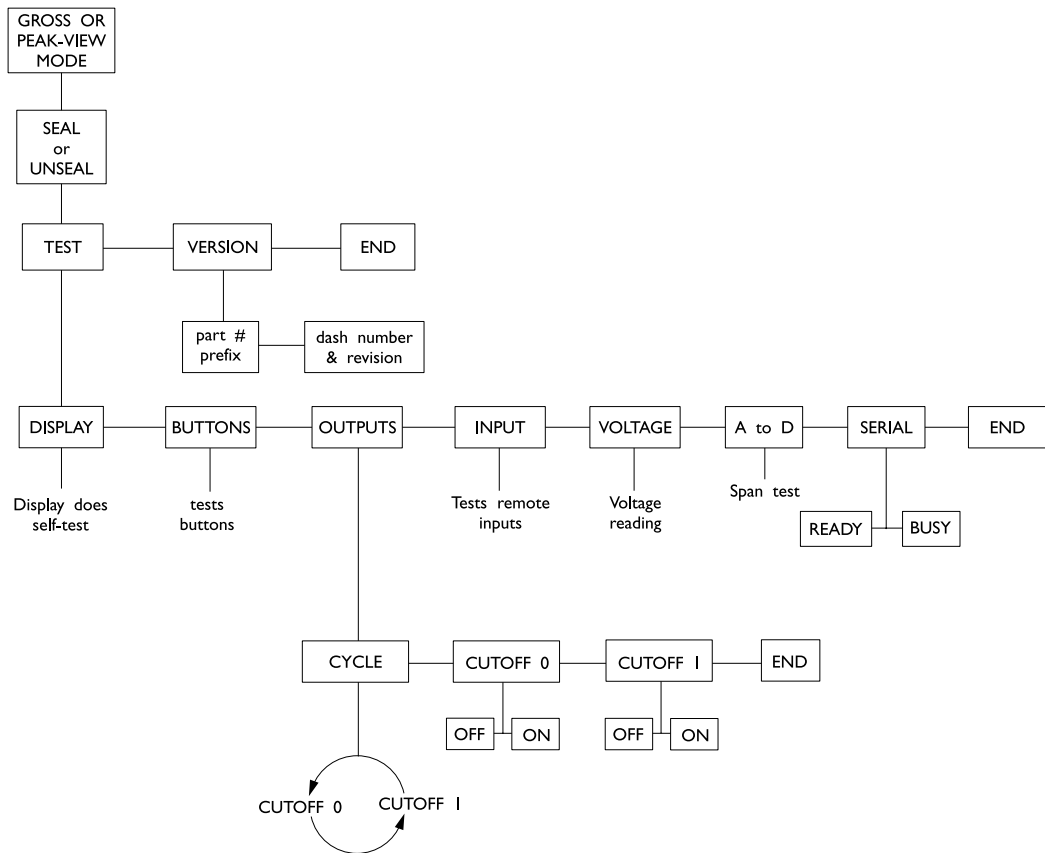 GROSS OR
PEAK-VIEW
MODE
SEAL
or
UNSEAL
TEST
VERSION
END
part #
prefix
dash number
& revision
DISPLAY
BUTTONS
OUTPUTS
INPUT
VOLTAGE
A to D
SERIAL
END
Display does
self-test
tests
buttons
Tests remote
inputs
Voltage
reading
Span test
READY
BUSY
CYCLE
CUTOFF 0
CUTOFF 1
END
OFF
ON
OFF
ON
CUTOFF 0
CUTOFF 1